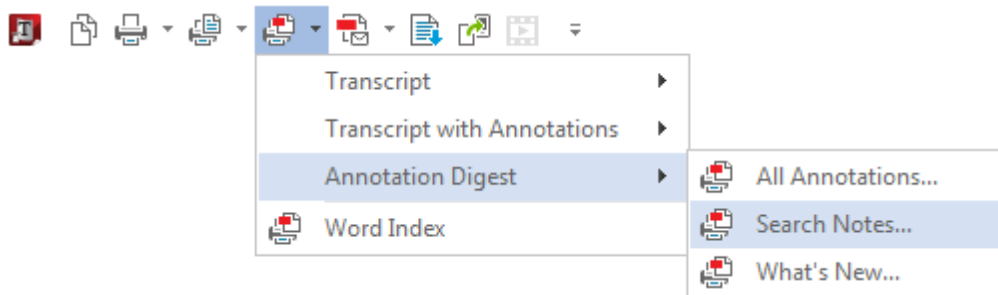 Transcript
Transcript with Annotations
Annotation Digest
All Annotations...
Word Index
Search Notes...
What's New...